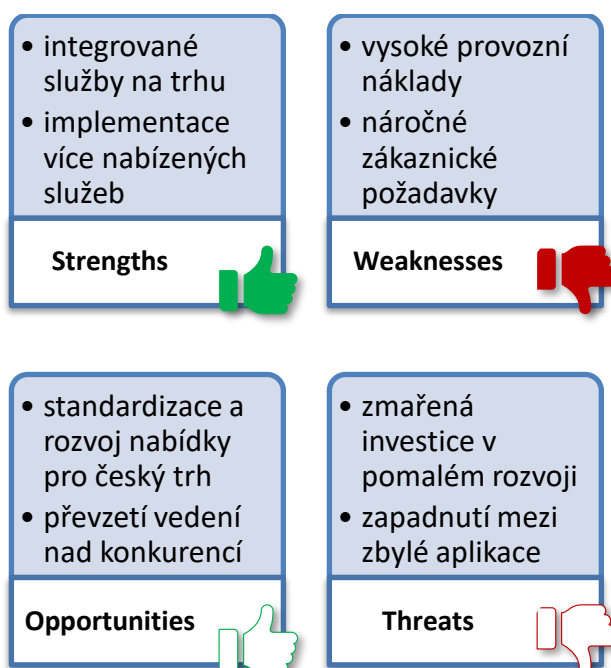 • integrované
služby na trhu
• implementace
více nabízených
služeb
Strengths
• vysoké provozní
náklady
• náročné
zákaznické
požadavky
Weaknesses
• standardizace a
rozvoj nabídky
pro český trh
• převzetí vedení
nad konkurencí
Opportunities
• zmařená
investice v
pomalém rozvoji
• zapadnutí mezi
zbylé aplikace
Threats